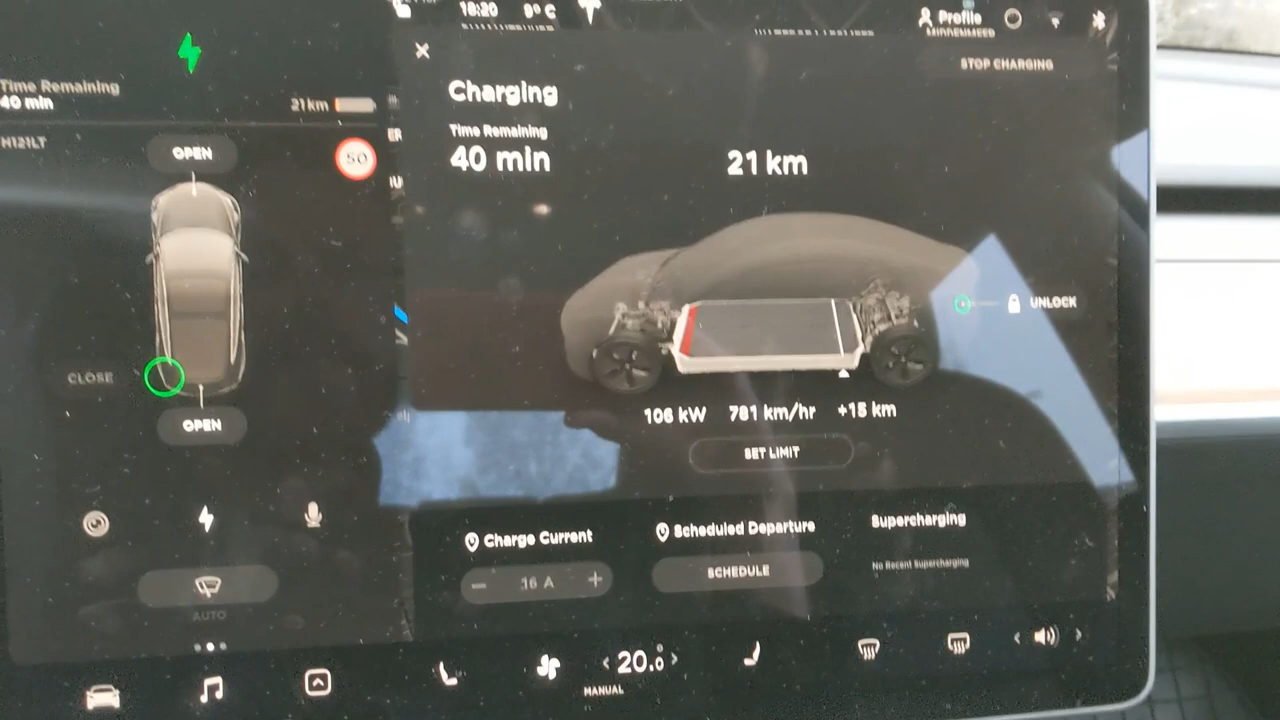 18:20 9° C
Profile
STOP CHARGING
Time Remaining
40 min
21 km
Charging
Time Remaining
40 min
21 km
OPEN
50
UNLOCK
CLOSE
OPEN
106 kW 781 km/hr +15 km
SET LIMIT
Charge Current
16 A
Scheduled Departure
SCHEDULE
Supercharging
No Recent Supercharging
AUTO
20.0°
MANUAL